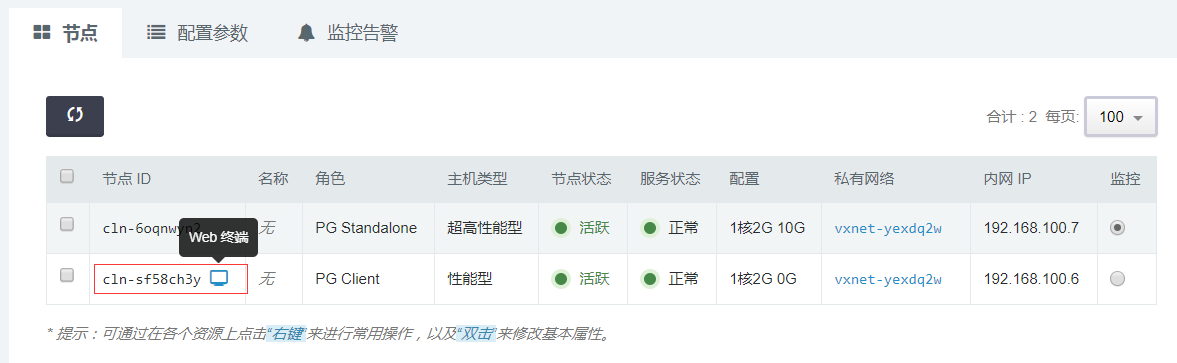 节点 配置参数 监控告警
合计 : 2 每页: 100
节点 ID 名称 角色 主机类型 节点状态 服务状态 配置 私有网络 内网 IP 监控
cln-6oqnwyn2 无 PG Standalone 超高性能型 活跃 正常 1核2G 10G vxnet-yexdq2w 192.168.100.7
Web 终端
cln-sf58ch3y 无 PG Client 性能型 活跃 正常 1核2G 0G vxnet-yexdq2w 192.168.100.6
* 提示：可通过在各个资源上点击“右键”来进行常用操作，以及“双击”来修改基本属性。